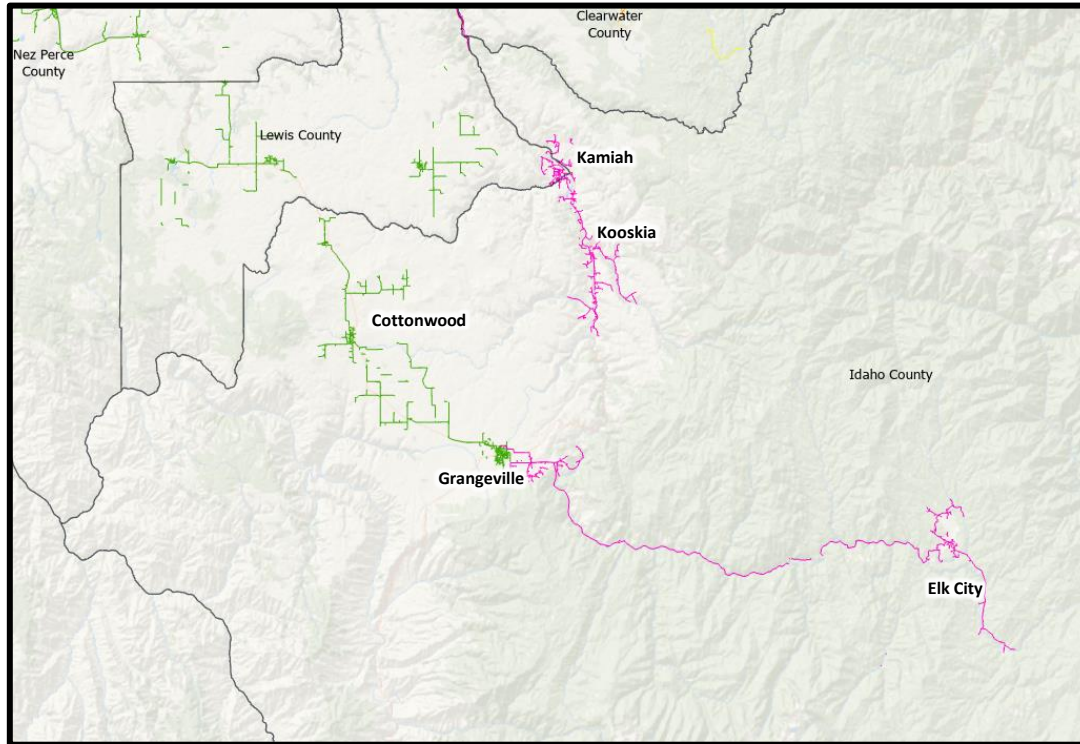 Clearwater
County
Nez Perce
County
Lewis County
Kamiah
Kooskia
Cottonwood
Idaho County
Grangeville
Elk City